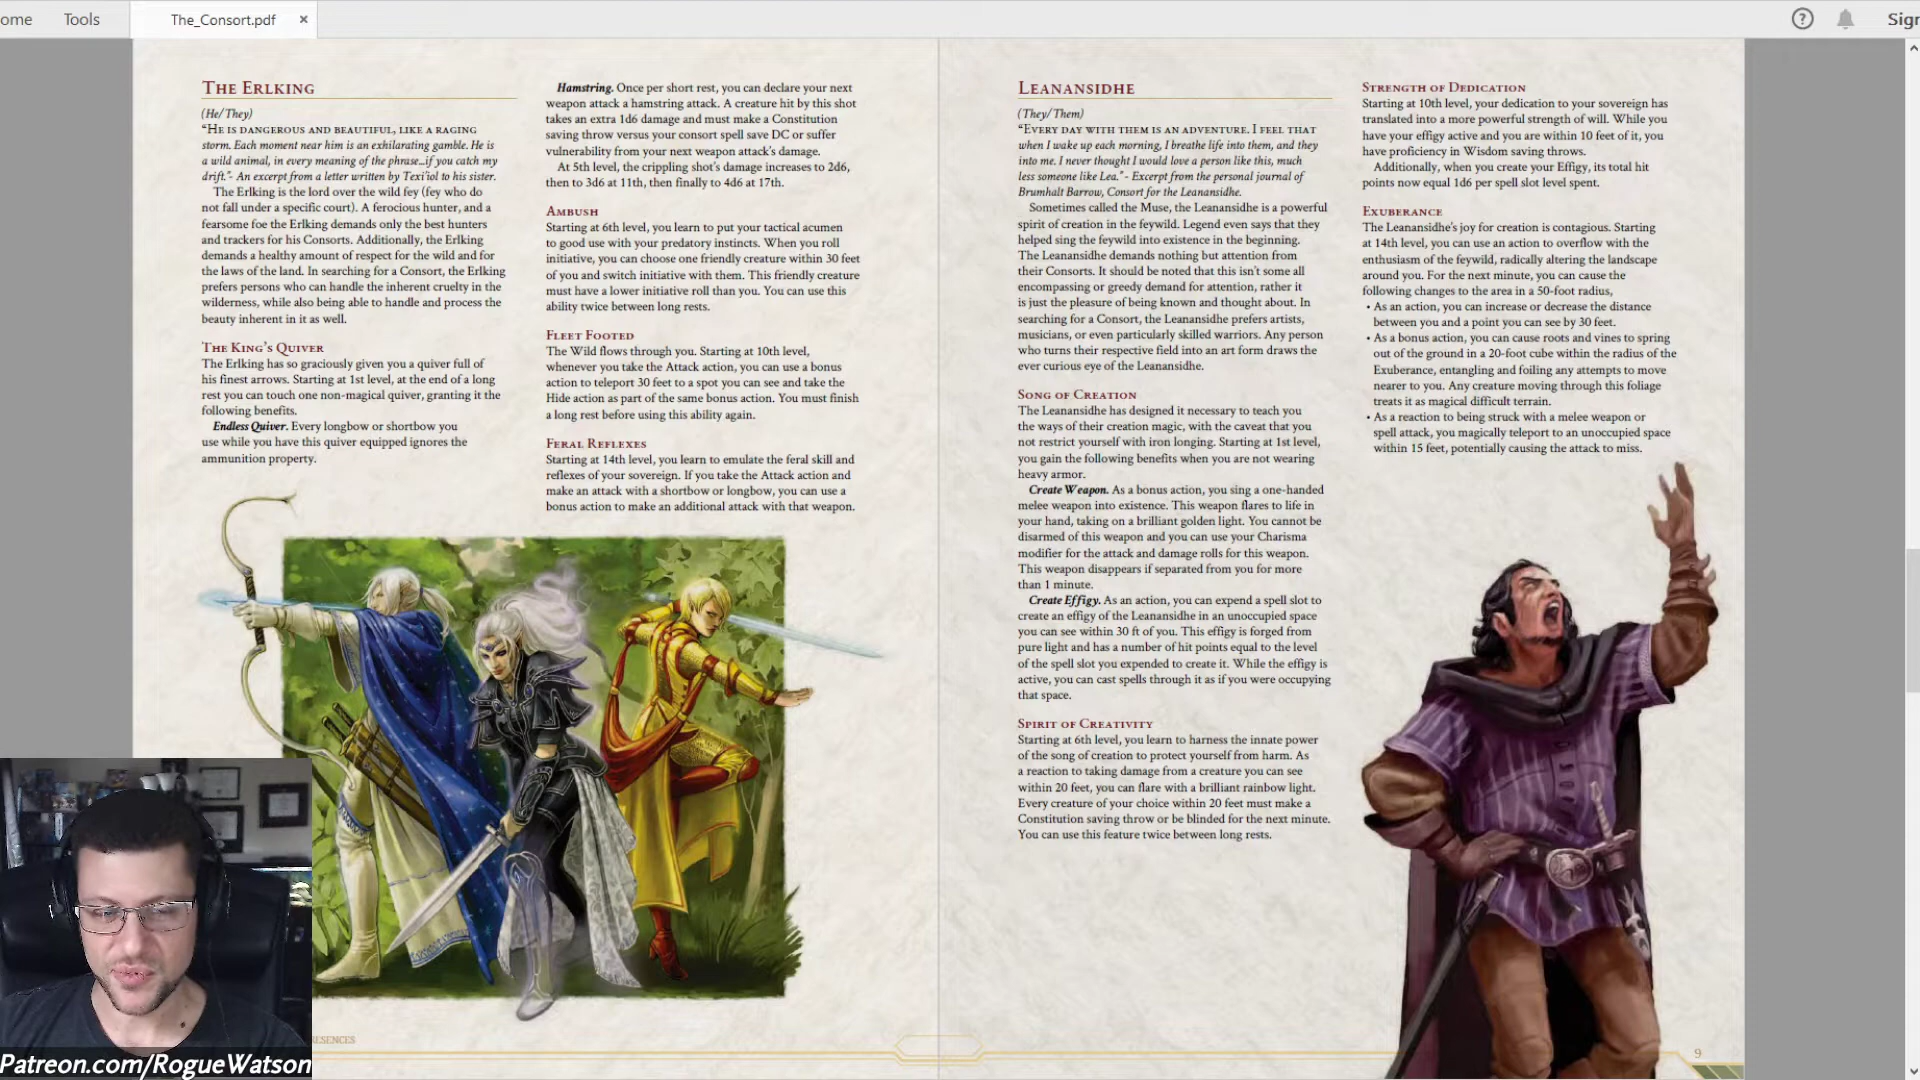 ome
Tools
The_Consort.pdf
×
?
Sign
The Erlking
(He/They)
“He is dangerous and beautiful, like a raging
storm. Each moment near him is an exhilarating gamble. He is
a wild animal, in every meaning of the phrase...if you catch my
drift.”- An excerpt from a letter written by Texi'iol to his sister.
The Erlking is the lord over the wild fey (fey who do
not fall under a specific court). A ferocious hunter, and a
fearsome foe the Erlking demands only the best hunters
and trackers for his Consorts. Additionally, the Erlking
demands a healthy amount of respect for the wild and for
the laws of the land. In searching for a Consort, the Erlking
prefers persons who can handle the inherent cruelty in the
wilderness, while also being able to handle and process the
beauty inherent in it as well.
The King's Quiver
The Erlking has so graciously given you a quiver full of
his finest arrows. Starting at 1st level, at the end of a long
rest you can touch one non-magical quiver, granting it the
following benefits.
Endless Quiver. Every longbow or shortbow you
use while you have this quiver equipped ignores the
ammunition property.
Hamstring. Once per short rest, you can declare your next
weapon attack a hamstring attack. A creature hit by this shot
takes an extra 1d6 damage and must make a Constitution
saving throw versus your consort spell save DC or suffer
vulnerability from your next weapon attack's damage.
At 5th level, the crippling shot's damage increases to 2d6,
then to 3d6 at 11th, then finally to 4d6 at 17th.
Ambush
Starting at 6th level, you learn to put your tactical acumen
to good use with your predatory instincts. When you roll
initiative, you can choose one friendly creature within 30 feet
of you and switch initiative with them. This friendly creature
must have a lower initiative roll than you. You can use this
ability twice between long rests.
Fleet Footed
The Wild flows through you. Starting at 10th level,
whenever you take the Attack action, you can use a bonus
action to teleport 30 feet to a spot you can see and take the
Hide action as part of the same bonus action. You must finish
a long rest before using this ability again.
Feral Reflexes
Starting at 14th level, you learn to emulate the feral skill and
reflexes of your sovereign. If you take the Attack action and
make an attack with a shortbow or longbow, you can use a
bonus action to make an additional attack with that weapon.
Leanansidhe
(They/Them)
“Every day with them is an adventure. I feel that
when I wake up each morning, I breathe life into them, and they
into me. I never thought I would love a person like this, much
less someone like Lea.” - Excerpt from the personal journal of
Brumhalt Barrow, Consort for the Leanansidhe.
Sometimes called the Muse, the Leanansidhe is a powerful
spirit of creation in the feywild. Legend even says that they
helped sing the feywild into existence in the beginning.
The Leanansidhe demands nothing but attention from
their Consorts. It should be noted that this isn't some all
encompassing or greedy demand for attention, rather it
is just the pleasure of being known and thought about. In
searching for a Consort, the Leanansidhe prefers artists,
musicians, or even particularly skilled warriors. Any person
who turns their respective field into an art form draws the
ever curious eye of the Leanansidhe.
Song of Creation
The Leanansidhe has designed it necessary to teach you
the ways of their creation magic, with the caveat that you
not restrict yourself with iron longing. Starting at 1st level,
you gain the following benefits when you are not wearing
heavy armor.
Create Weapon. As a bonus action, you sing a one-handed
melee weapon into existence. This weapon flares to life in
your hand, taking on a brilliant golden light. You cannot be
disarmed of this weapon and you can use your Charisma
modifier for the attack and damage rolls for this weapon.
This weapon disappears if separated from you for more
than 1 minute.
Create Effigy. As an action, you can expend a spell slot to
create an effigy of the Leanansidhe in an unoccupied space
you can see within 30 ft of you. This effigy is forged from
pure light and has a number of hit points equal to the level
of the spell slot you expended to create it. While the effigy is
active, you can cast spells through it as if you were occupying
that space.
Spirit of Creativity
Starting at 6th level, you learn to harness the innate power
of the song of creation to protect yourself from harm. As
a reaction to taking damage from a creature you can see
within 20 feet, you can flare with a brilliant rainbow light.
Every creature of your choice within 20 feet must make a
Constitution saving throw or be blinded for the next minute.
You can use this feature twice between long rests.
Strength of Dedication
Starting at 10th level, your dedication to your sovereign has
translated into a more powerful strength of will. While you
have your effigy active and you are within 10 feet of it, you
have proficiency in Wisdom saving throws.
Additionally, when you create your Effigy, its total hit
points now equal 1d6 per spell slot level spent.
Exuberance
The Leanansidhe's joy for creation is contagious. Starting
at 14th level, you can use an action to overflow with the
enthusiasm of the feywild, radically altering the landscape
around you. For the next minute, you can cause the
following changes to the area in a 50-foot radius,
• As an action, you can increase or decrease the distance
between you and a point you can see by 30 feet.
• As a bonus action, you can cause roots and vines to spring
out of the ground in a 20-foot cube within the radius of the
Exuberance, entangling and foiling any attempts to move
nearer to you. Any creature moving through this foliage
treats it as magical difficult terrain.
• As a reaction to being struck with a melee weapon or
spell attack, you magically teleport to an unoccupied space
within 15 feet, potentially causing the attack to miss.
esences
9
Patreon.com/RogueWatson